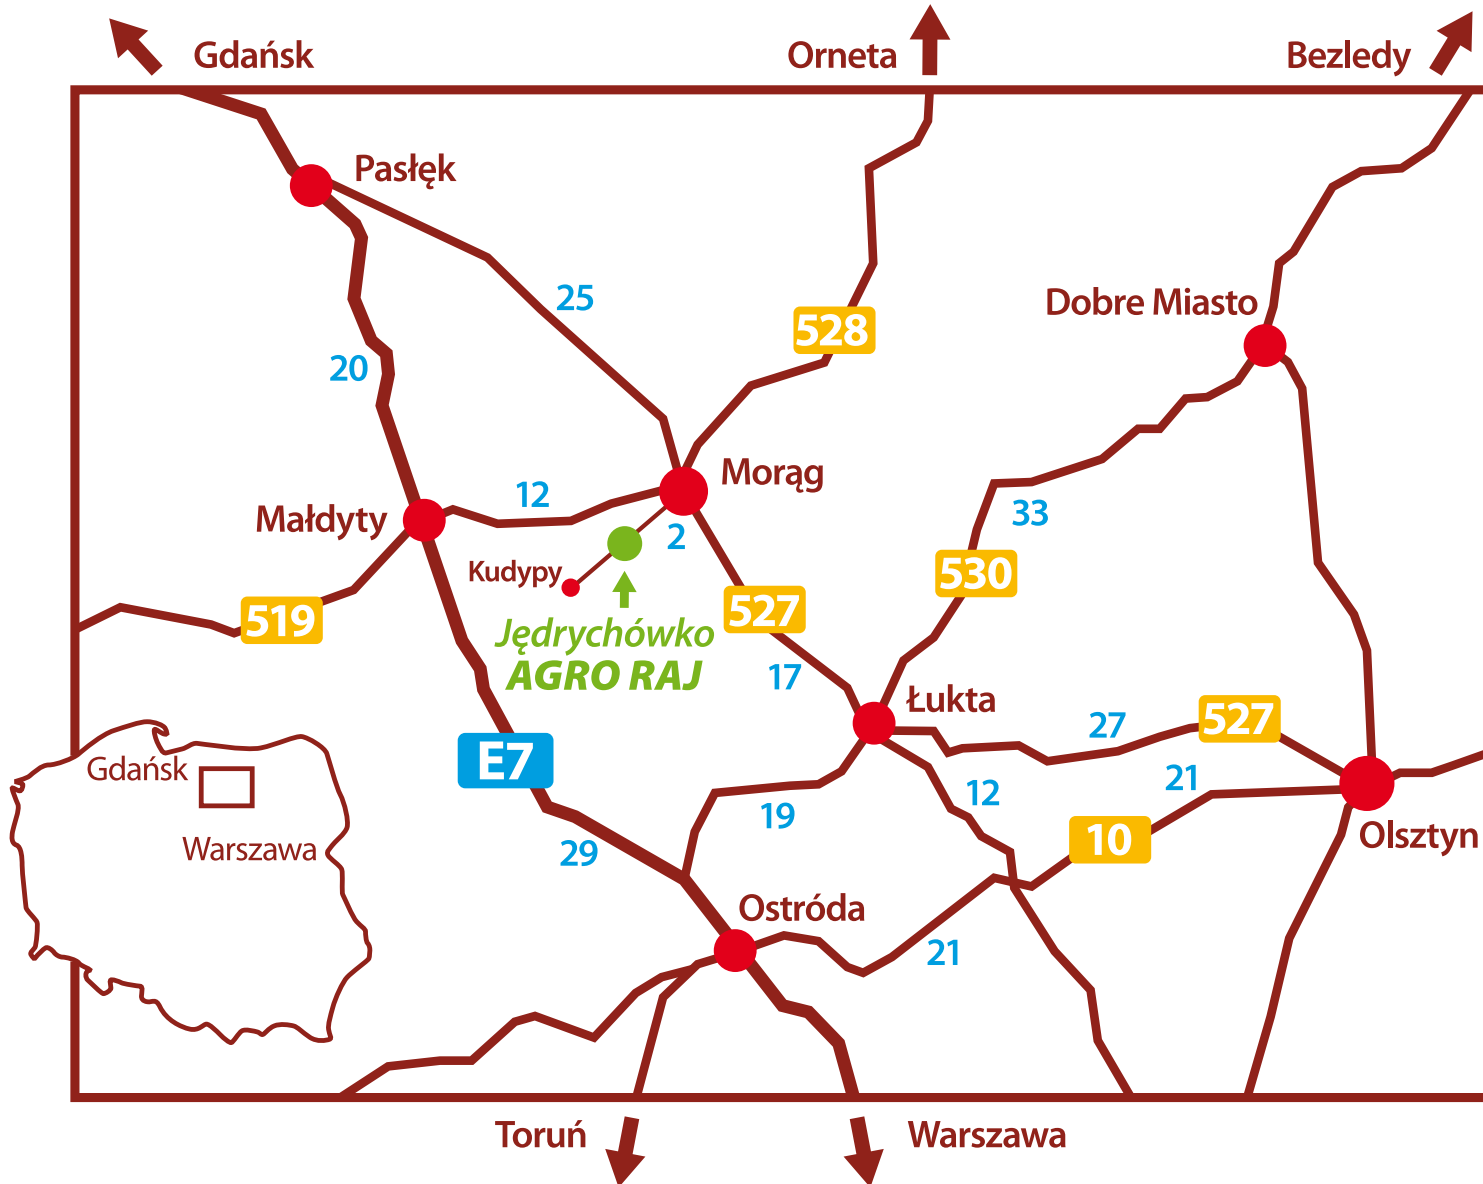 Gdańsk
Orneta
Bezledy
Pasłęk
25
Dobre Miasto
528
20
Morąg
12
33
Małdyty
2
Kudypy
530
527
519
Jędrychówko
AGRO RAJ
17
Łukta
527
27
E7
Gdańsk
21
12
19
10
Warszawa
29
Olsztyn
Ostróda
21
Toruń
Warszawa